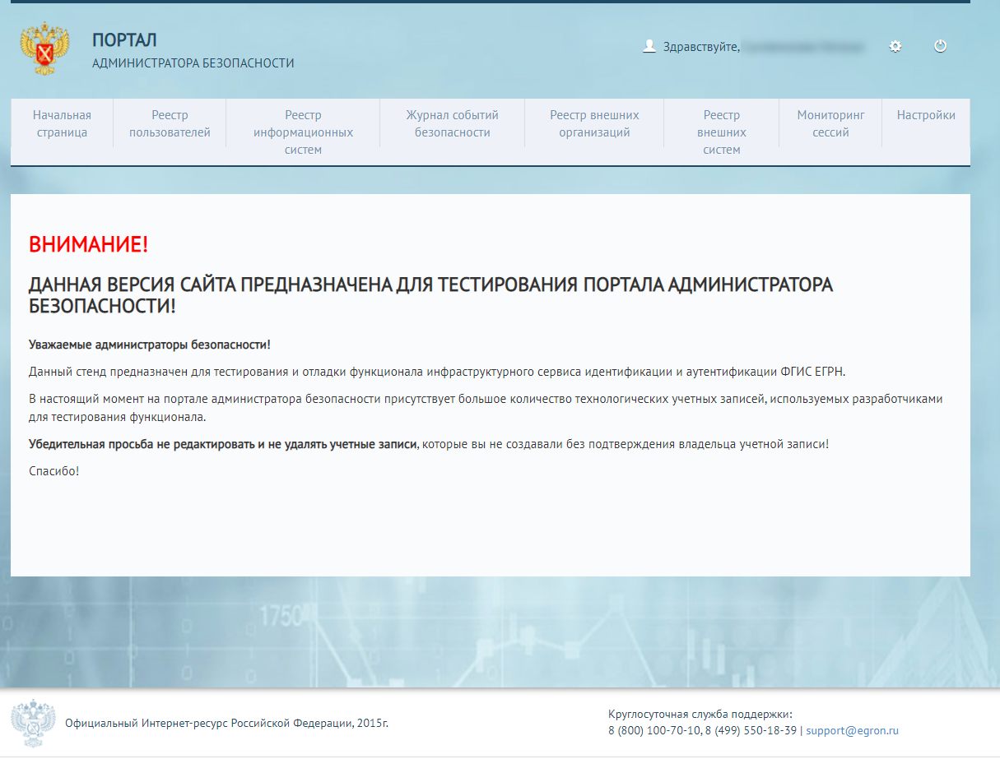 ПОРТАЛ
АДМИНИСТРАТОРА БЕЗОПАСНОСТИ
Здравствуйте,
Начальная страница
Реестр пользователей
Реестр информационных систем
Журнал событий безопасности
Реестр внешних организаций
Реестр внешних систем
Мониторинг сессий
Настройки
ВНИМАНИЕ!
ДАННАЯ ВЕРСИЯ САЙТА ПРЕДНАЗНАЧЕНА ДЛЯ ТЕСТИРОВАНИЯ ПОРТАЛА АДМИНИСТРАТОРА
БЕЗОПАСНОСТИ!
Уважаемые администраторы безопасности!
Данный стенд предназначен для тестирования и отладки функционала инфраструктурного сервиса идентификации и аутентификации ФГИС ЕГРН.
В настоящий момент на портале администратора безопасности присутствует большое количество технологических учетных записей, используемых разработчиками
для тестирования функционала.
Убедительная просьба не редактировать и не удалять учетные записи, которые вы не создавали без подтверждения владельца учетной записи!
Спасибо!
1750
Официальный Интернет-ресурс Российской Федерации, 2015г.
Круглосуточная служба поддержки:
8 (800) 100-70-10, 8 (499) 550-18-39 | support@egron.ru